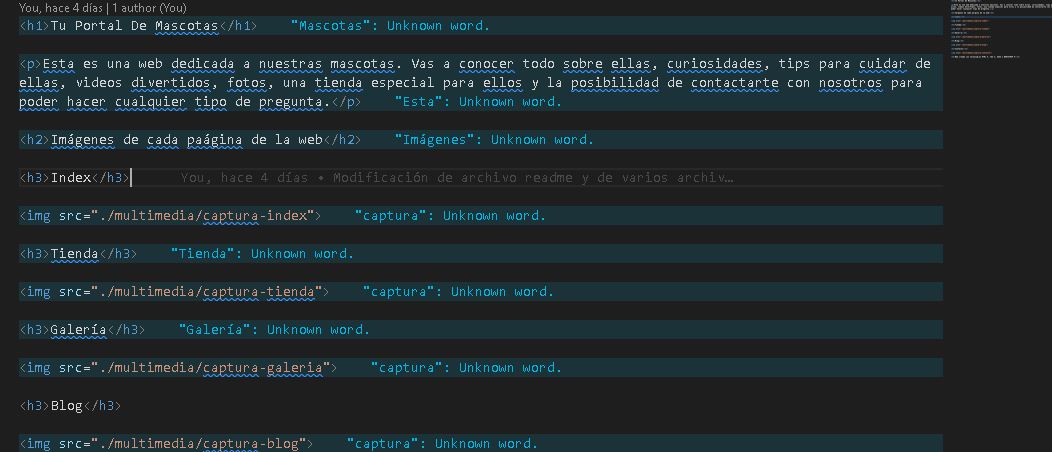 You, hace 4 días | 1 author (You)
<h1>Tu Portal De Mascotas</h1> "Mascotas": Unknown word.
<p>Esta es una web dedicada a nuestras mascotas. Vas a conocer todo sobre ellas, curiosidades, tips para cuidar de
ellas, videos divertidos, fotos, una tienda especial para ellos y la posibilidad de contactarte con nosotros para
poder hacer cualquier tipo de pregunta.</p> "Esta": Unknown word.
<h2>Imágenes de cada paágina de la web</h2> "Imágenes": Unknown word.
<h3>Index</h3> You, hace 4 días • Modificación de archivo readme y de varios archiv…
<img src="./multimedia/captura-index"> "captura": Unknown word.
<h3>Tienda</h3> "Tienda": Unknown word.
<img src="./multimedia/captura-tienda"> "captura": Unknown word.
<h3>Galería</h3> "Galería": Unknown word.
<img src="./multimedia/captura-galeria"> "captura": Unknown word.
<h3>Blog</h3>
<img src="./multimedia/captura-blog"> "captura": Unknown word.